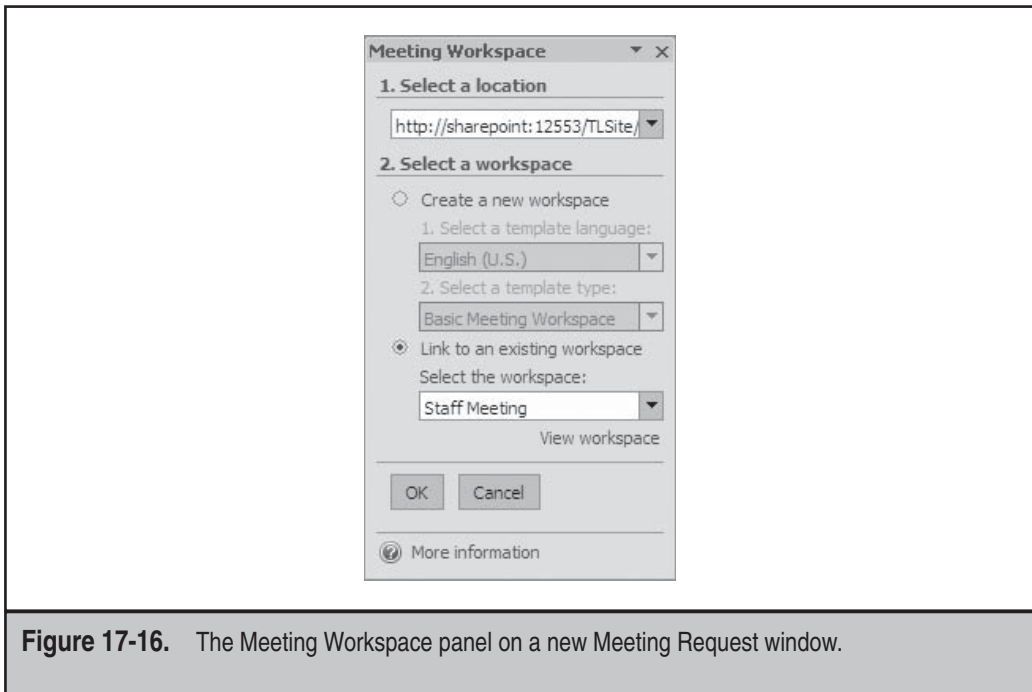 Meeting Workspace
1. Select a location
http://sharepoint:12553/TLSite/
2. Select a workspace
Create a new workspace
1. Select a template language:
English (U.S.)
2. Select a template type:
Basic Meeting Workspace
Link to an existing workspace
Select the workspace:
Staff Meeting
View workspace
OK Cancel
More information
Figure 17-16. The Meeting Workspace panel on a new Meeting Request window.